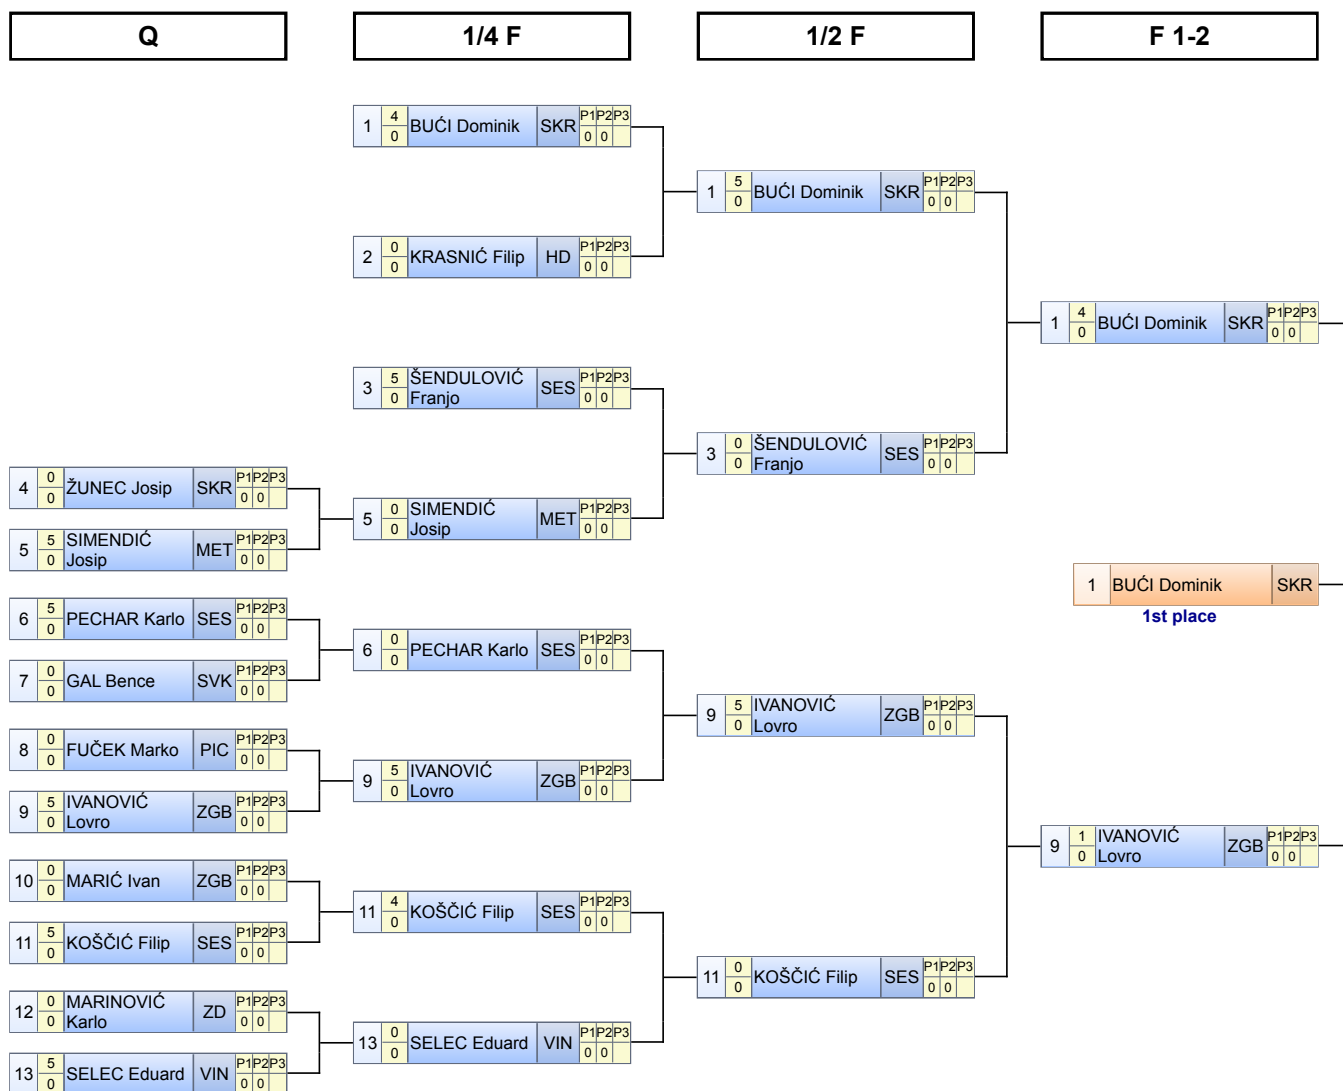 Q 1/4 F 1/2 F F 1-2
1 4 0 BUĆI Dominik SKR P1 P2 P3 0 0
1 5 0 BUĆI Dominik SKR P1 P2 P3 0 0
2 0 0 KRASNIĆ Filip HD P1 P2 P3 0 0
1 4 0 BUĆI Dominik SKR P1 P2 P3 0 0
3 5 0 ŠENDULOVIĆ Franjo SES P1 P2 P3 0 0
3 0 0 ŠENDULOVIĆ Franjo SES P1 P2 P3 0 0
4 0 0 ŽUNEC Josip SKR P1 P2 P3 0 0
5 0 0 SIMENDIĆ Josip MET P1 P2 P3 0 0
5 5 0 SIMENDIĆ Josip MET P1 P2 P3 0 0
1 BUĆI Dominik SKR
1st place
6 5 0 PECHAR Karlo SES P1 P2 P3 0 0
6 0 0 PECHAR Karlo SES P1 P2 P3 0 0
7 0 0 GAL Bence SVK P1 P2 P3 0 0
9 5 0 IVANOVIĆ Lovro ZGB P1 P2 P3 0 0
8 0 0 FUČEK Marko PIC P1 P2 P3 0 0
9 5 0 IVANOVIĆ Lovro ZGB P1 P2 P3 0 0
9 5 0 IVANOVIĆ Lovro ZGB P1 P2 P3 0 0
9 1 0 IVANOVIĆ Lovro ZGB P1 P2 P3 0 0
10 0 0 MARIĆ Ivan ZGB P1 P2 P3 0 0
11 4 0 KOŠČIĆ Filip SES P1 P2 P3 0 0
11 5 0 KOŠČIĆ Filip SES P1 P2 P3 0 0
11 0 0 KOŠČIĆ Filip SES P1 P2 P3 0 0
12 0 0 MARINOVIĆ Karlo ZD P1 P2 P3 0 0
13 0 0 SELEC Eduard VIN P1 P2 P3 0 0
13 5 0 SELEC Eduard VIN P1 P2 P3 0 0